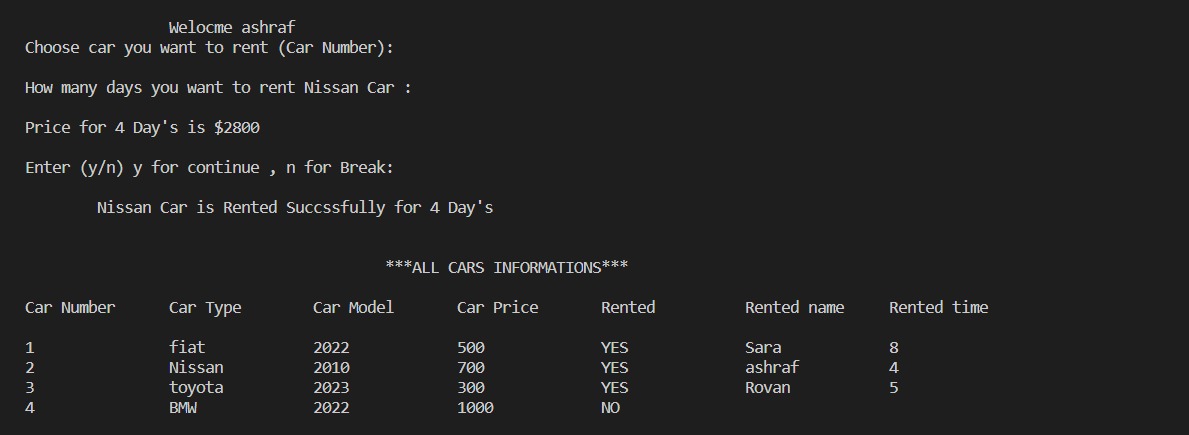 Welocme ashraf
Choose car you want to rent (Car Number):
How many days you want to rent Nissan Car :
Price for 4 Day's is $2800
Enter (y/n) y for continue , n for Break:
Nissan Car is Rented Succssfully for 4 Day's
***ALL CARS INFORMATIONS***
Car Number Car Type Car Model Car Price Rented Rented name Rented time
1 fiat 2022 500 YES Sara 8
2 Nissan 2010 700 YES ashraf 4
3 toyota 2023 300 YES Rovan 5
4 BMW 2022 1000 NO